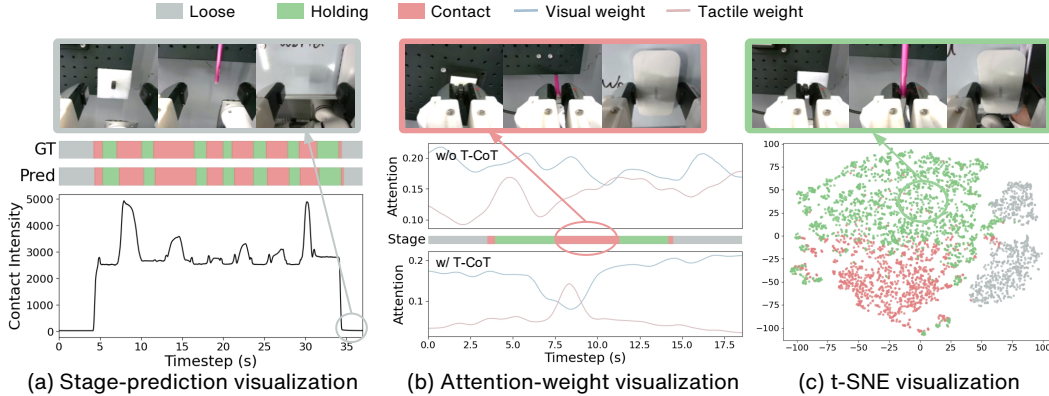 Loose Holding Contact Visual weight Tactile weight
GT
Pred
Contact Intensity
5000
4000
3000
2000
1000
0
0 5 10 15 20 25 30 35
Timestep (s)
(a) Stage-prediction visualization
w/o T-CoT
Attention
0.20
0.15
0.10
Stage
w/ T-CoT
Attention
0.2
0.1
0.0 2.5 5.0 7.5 10.0 12.5 15.0 17.5
Timestep (s)
(b) Attention-weight visualization
100
75
50
25
0
−25
−50
−75
−100
−100 −75 −50 −25 0 25 50 75 100
(c) t-SNE visualization